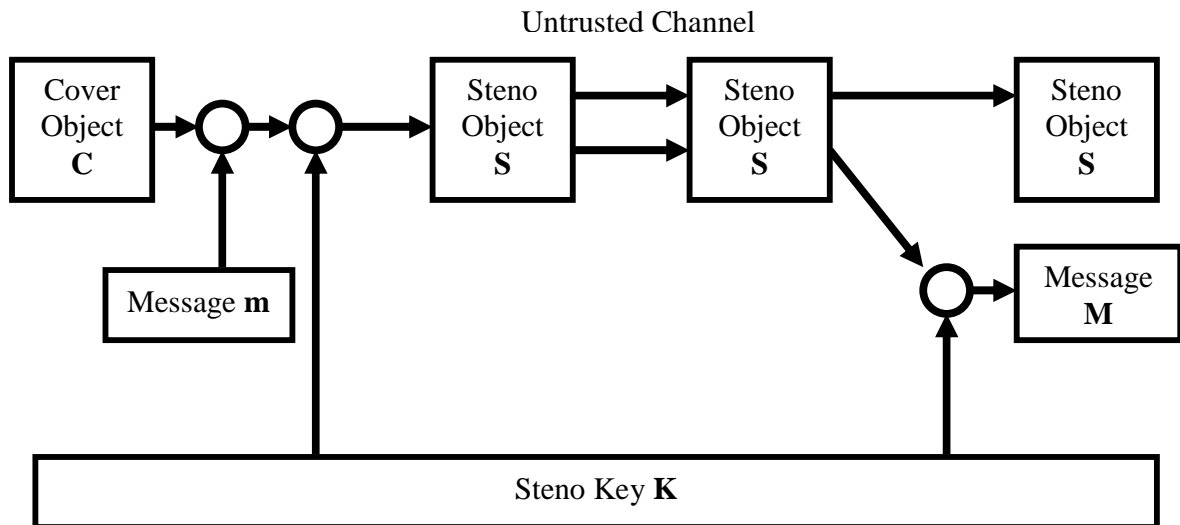 Untrusted Channel
Cover
Object
C
Steno
Object
S
Steno
Object
S
Steno
Object
S
Message m
Message
M
Steno Key K